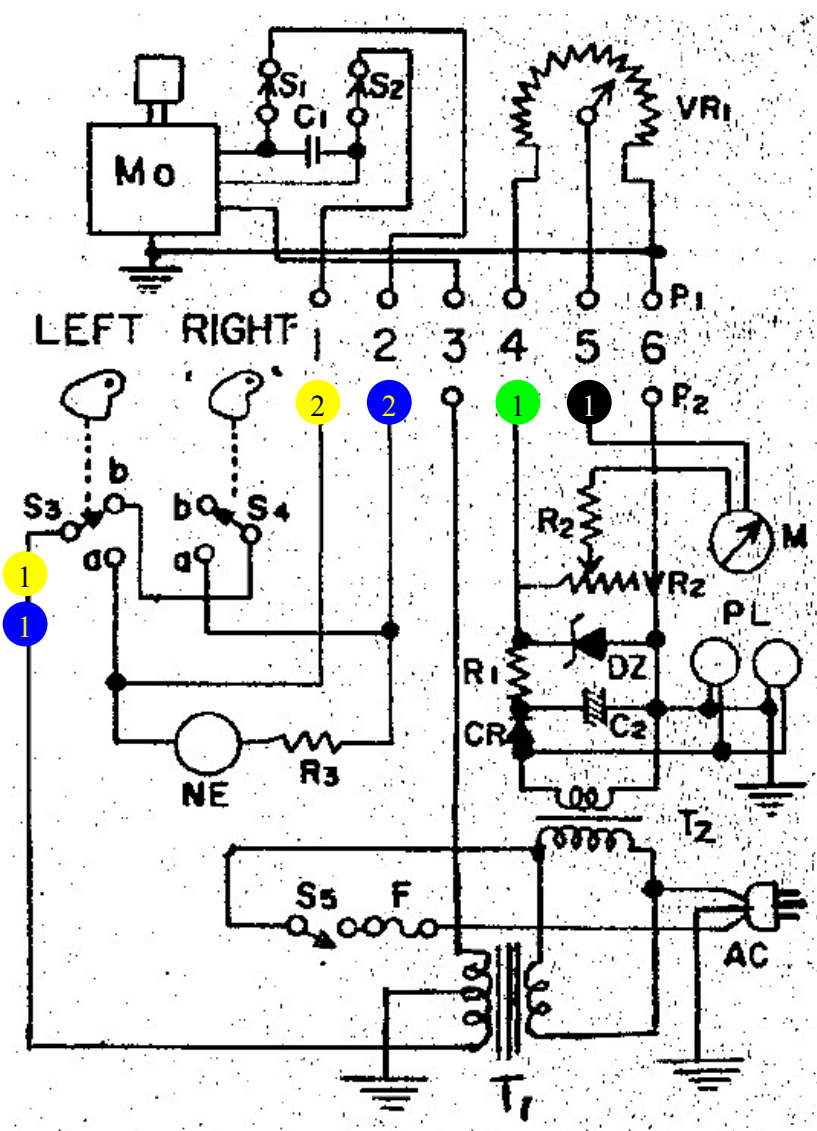 S1 S2
C1
Mo
VR1
P1
LEFT RIGHT
1 2 3 4 5 6
2 2 1 1
P2
b
S3 b S4
a a
R2
M
R2
1
1
PL
R1 DZ
CR C2
NE R3
T2
S5 F
AC
T1